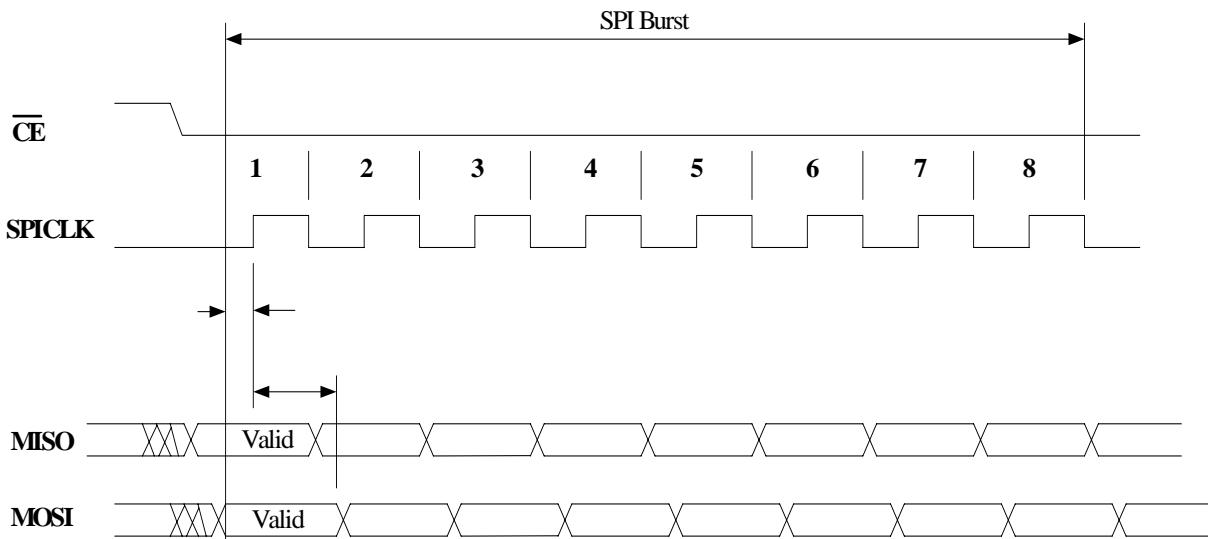 SPI Burst
CE
1 2 3 4 5 6 7 8
SPICLK
MISO Valid
MOSI Valid